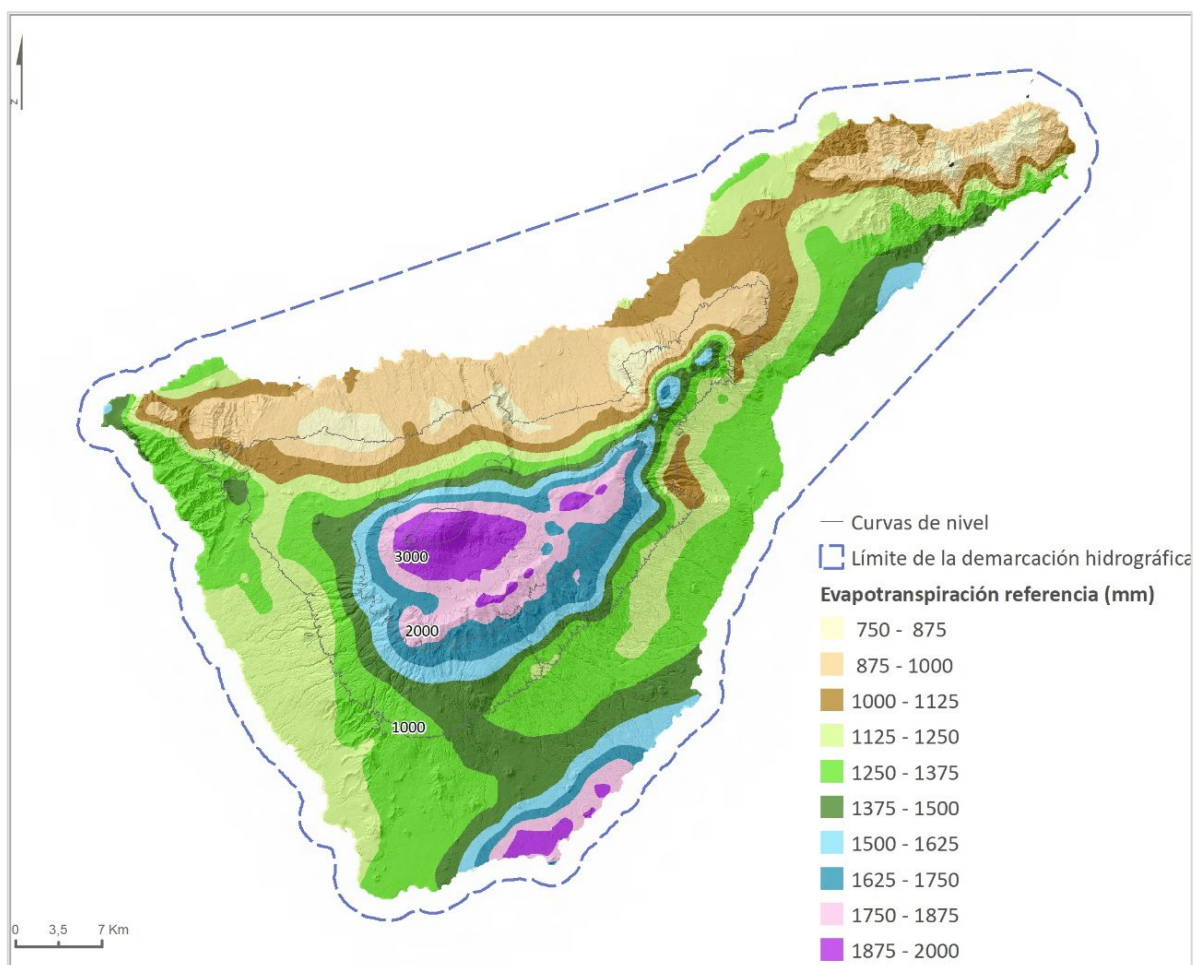 N
3000
2000
1000
Curvas de nivel
Límite de la demarcación hidrográfica
Evapotranspiración referencia (mm)
750 - 875
875 - 1000
1000 - 1125
1125 - 1250
1250 - 1375
1375 - 1500
1500 - 1625
1625 - 1750
1750 - 1875
1875 - 2000
0 3,5 7 Km